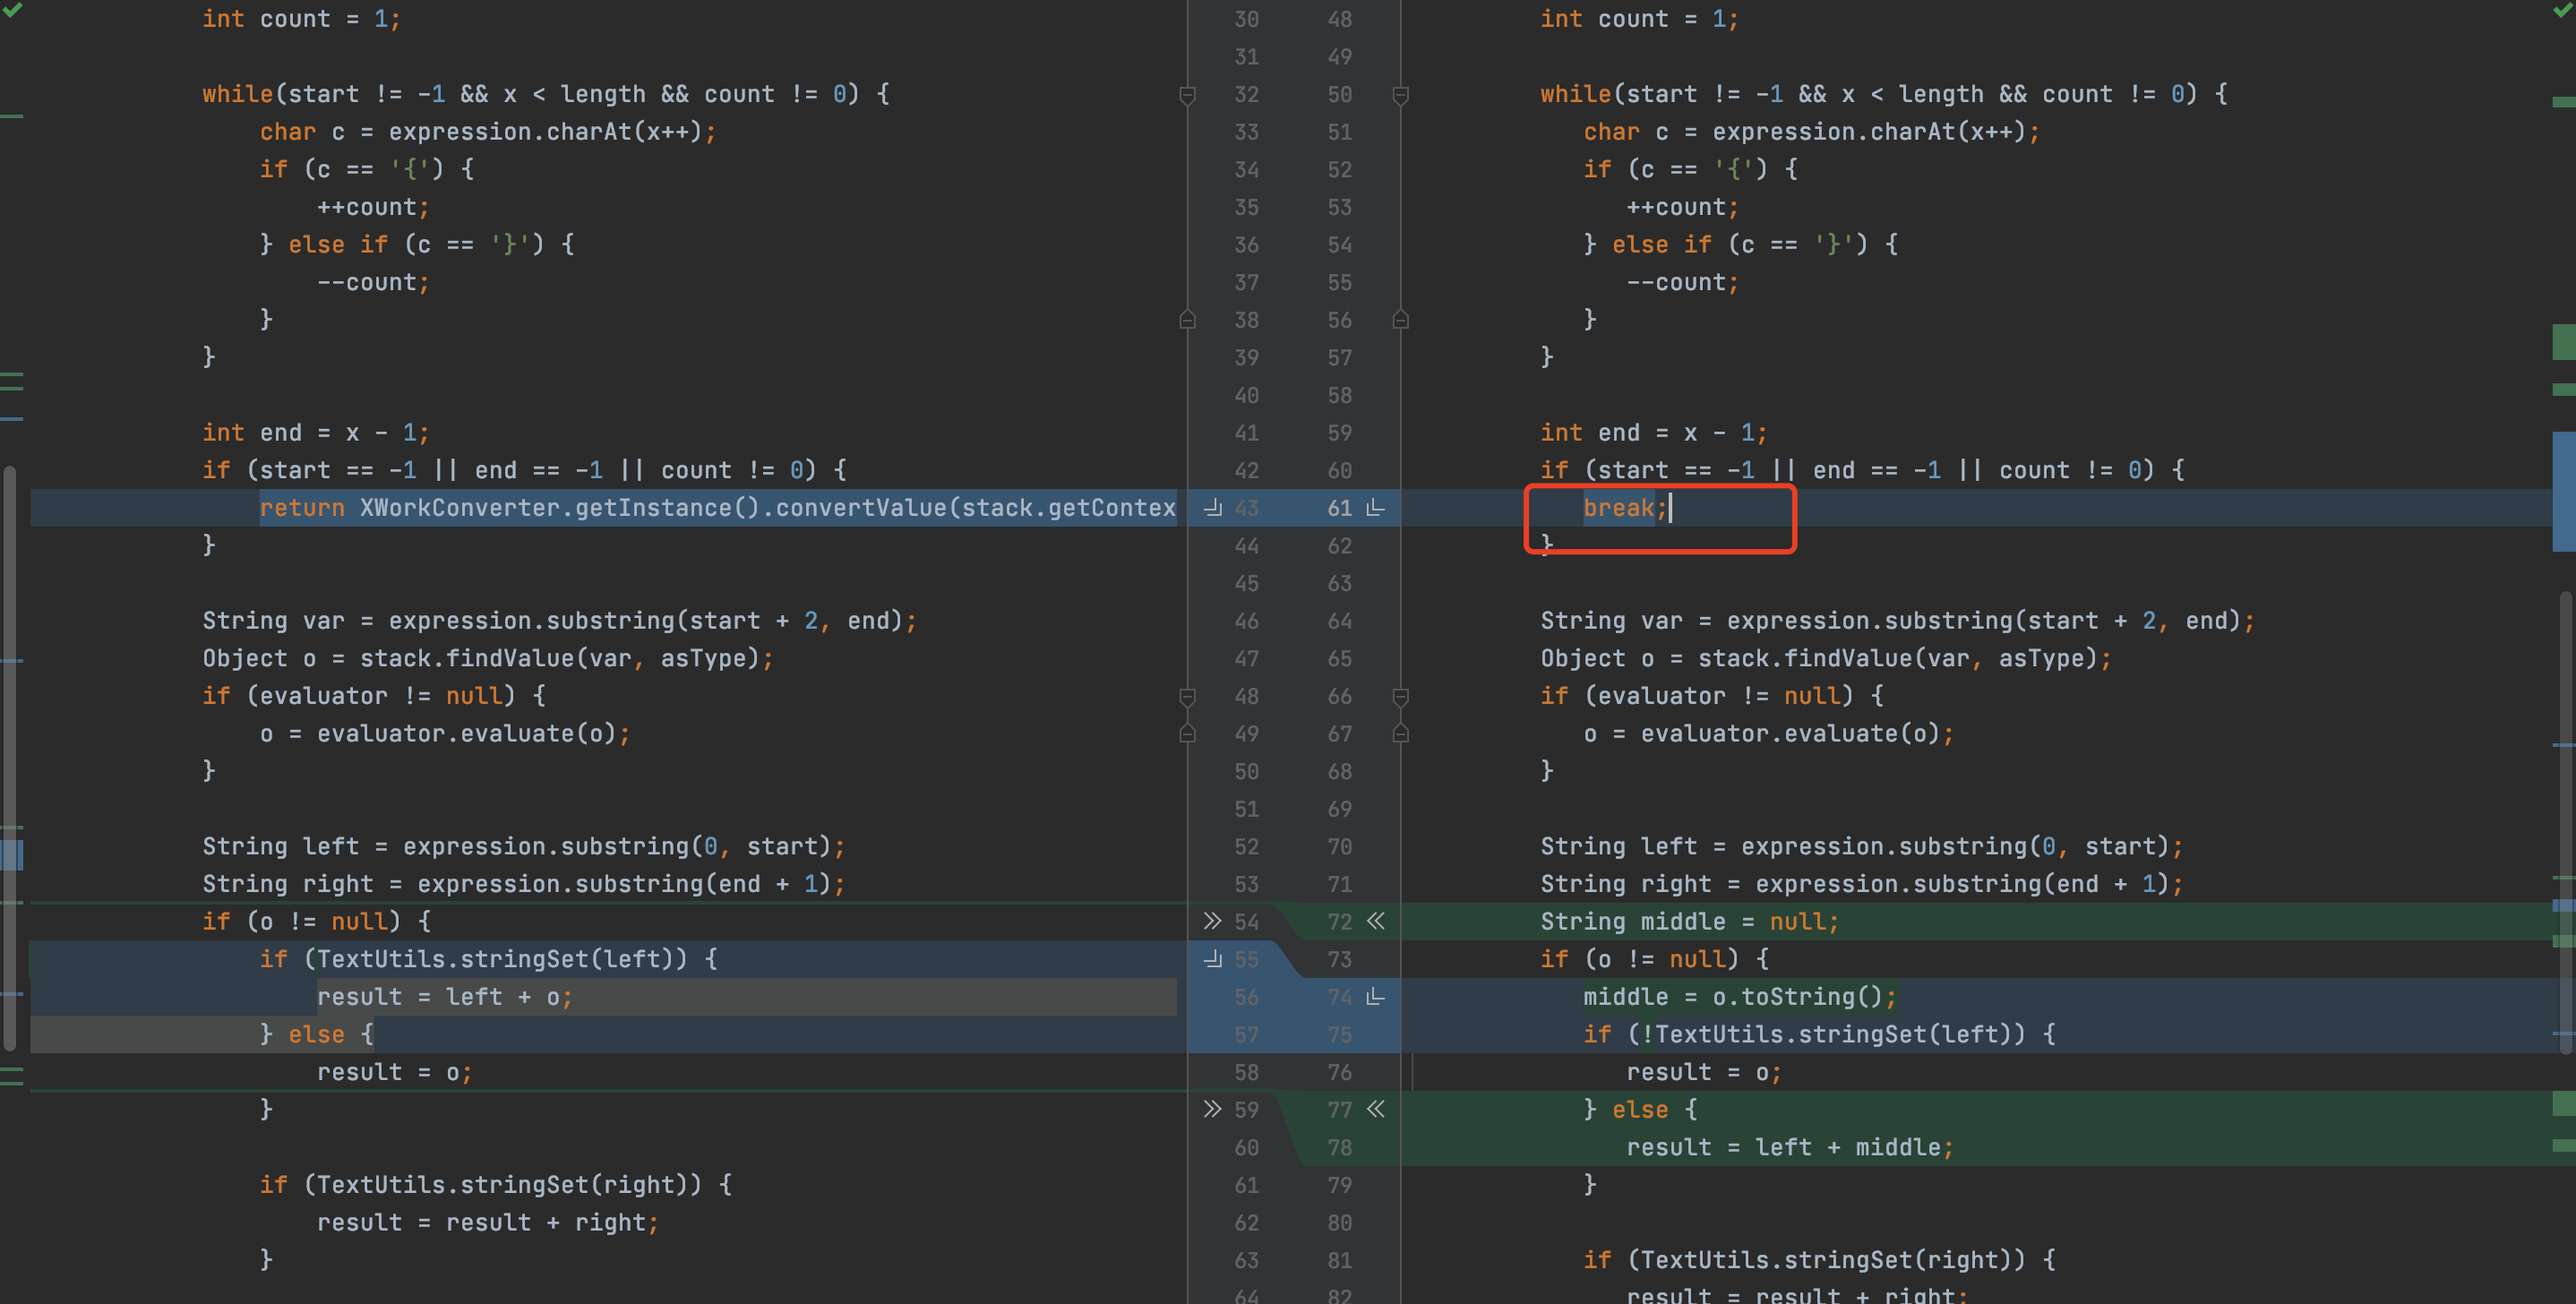 int count = 1;
while(start != -1 && x < length && count != 0) {
char c = expression.charAt(x++);
if (c == '{') {
++count;
} else if (c == '}') {
--count;
}
}
int end = x - 1;
if (start == -1 || end == -1 || count != 0) {
return XWorkConverter.getInstance().convertValue(stack.getContex
}
String var = expression.substring(start + 2, end);
Object o = stack.findValue(var, asType);
if (evaluator != null) {
o = evaluator.evaluate(o);
}
String left = expression.substring(0, start);
String right = expression.substring(end + 1);
if (o != null) {
if (TextUtils.stringSet(left)) {
result = left + o;
} else {
result = o;
}
if (TextUtils.stringSet(right)) {
result = result + right;
}
30 48
31 49
32 50
33 51
34 52
35 53
36 54
37 55
38 56
39 57
40 58
41 59
42 60
43 61
44 62
45 63
46 64
47 65
48 66
49 67
50 68
51 69
52 70
53 71
54 72
55 73
56 74
57 75
58 76
59 77
60 78
61 79
62 80
63 81
64 82
int count = 1;
while(start != -1 && x < length && count != 0) {
char c = expression.charAt(x++);
if (c == '{') {
++count;
} else if (c == '}') {
--count;
}
}
int end = x - 1;
if (start == -1 || end == -1 || count != 0) {
break;
}
String var = expression.substring(start + 2, end);
Object o = stack.findValue(var, asType);
if (evaluator != null) {
o = evaluator.evaluate(o);
}
String left = expression.substring(0, start);
String right = expression.substring(end + 1);
String middle = null;
if (o != null) {
middle = o.toString();
if (!TextUtils.stringSet(left)) {
result = o;
} else {
result = left + middle;
}
if (TextUtils.stringSet(right)) {
result = result + right;